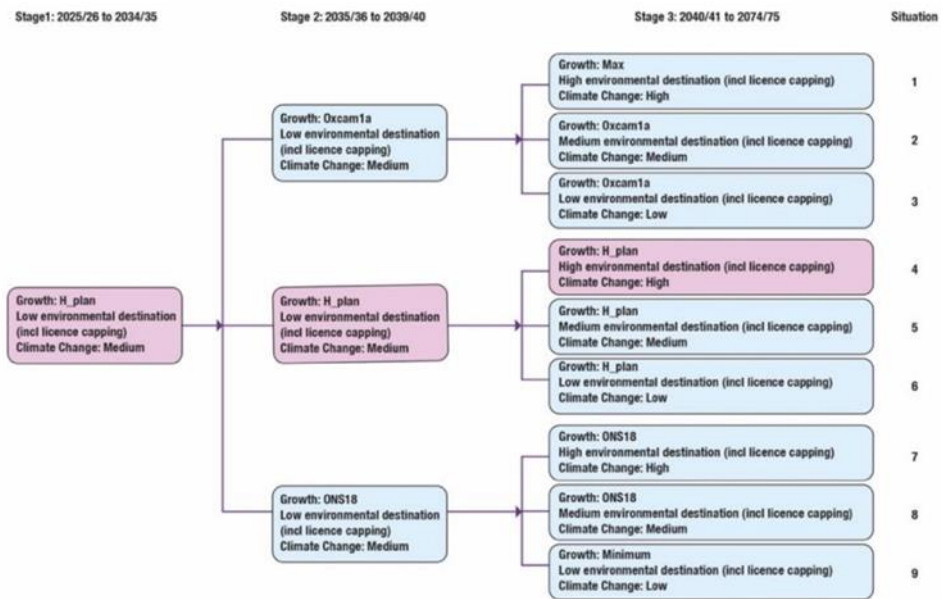 Stage1: 2025/26 to 2034/35
Stage 2: 2035/36 to 2039/40
Stage 3: 2040/41 to 2074/75
Situation
Growth: H_plan
Low environmental destination
(incl licence capping)
Climate Change: Medium
Growth: Oxcam1a
Low environmental destination
(incl licence capping)
Climate Change: Medium
Growth: H_plan
Low environmental destination
(incl licence capping)
Climate Change: Medium
Growth: ONS18
Low environmental destination
(incl licence capping)
Climate Change: Medium
Growth: Max
High environmental destination (incl licence capping)
Climate Change: High
1
Growth: Oxcam1a
Medium environmental destination (incl licence capping)
Climate Change: Medium
2
Growth: Oxcam1a
Low environmental destination (incl licence capping)
Climate Change: Low
3
Growth: H_plan
High environmental destination (incl licence capping)
Climate Change: High
4
Growth: H_plan
Medium environmental destination (incl licence capping)
Climate Change: Medium
5
Growth: H_plan
Low environmental destination (incl licence capping)
Climate Change: Low
6
Growth: ONS18
High environmental destination (incl licence capping)
Climate Change: High
7
Growth: ONS18
Medium environmental destination (incl licence capping)
Climate Change: Medium
8
Growth: Minimum
Low environmental destination (incl licence capping)
Climate Change: Low
9